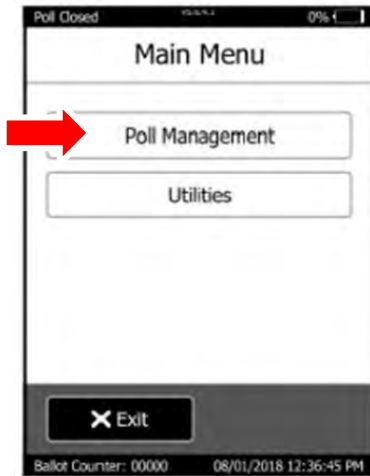 Poll Closed 0%
Main Menu
Poll Management
Utilities
Exit
Ballot Counter: 00000 08/01/2018 12:36:45 PM